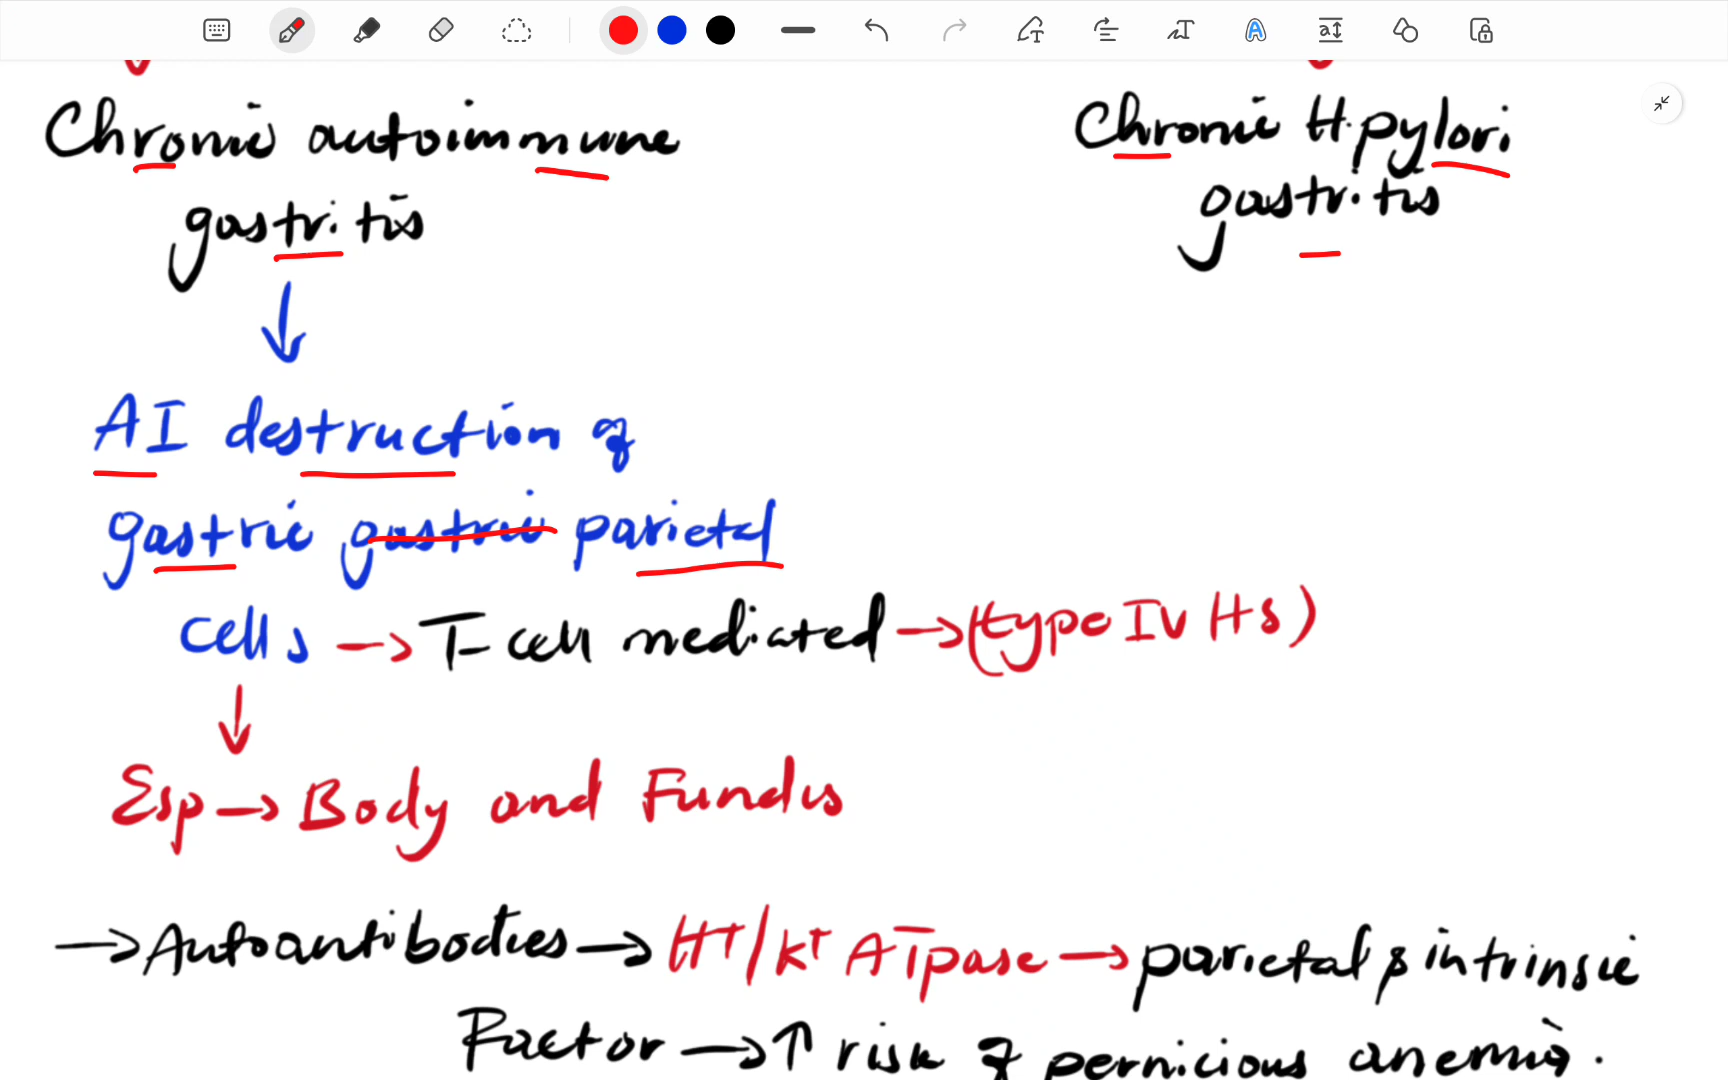 Chronic autoimmune
gastritis
Chronic H.pylori
gastritis
AI destruction of
gastric gastric parietal
cells → T-cell mediated → (type IV HS)
Esp → Body and Fundus
→ Autoantibodies → H+/K+ ATpase → parietal & intrinsic
Factor → ↑ risk of pernicious anemia.